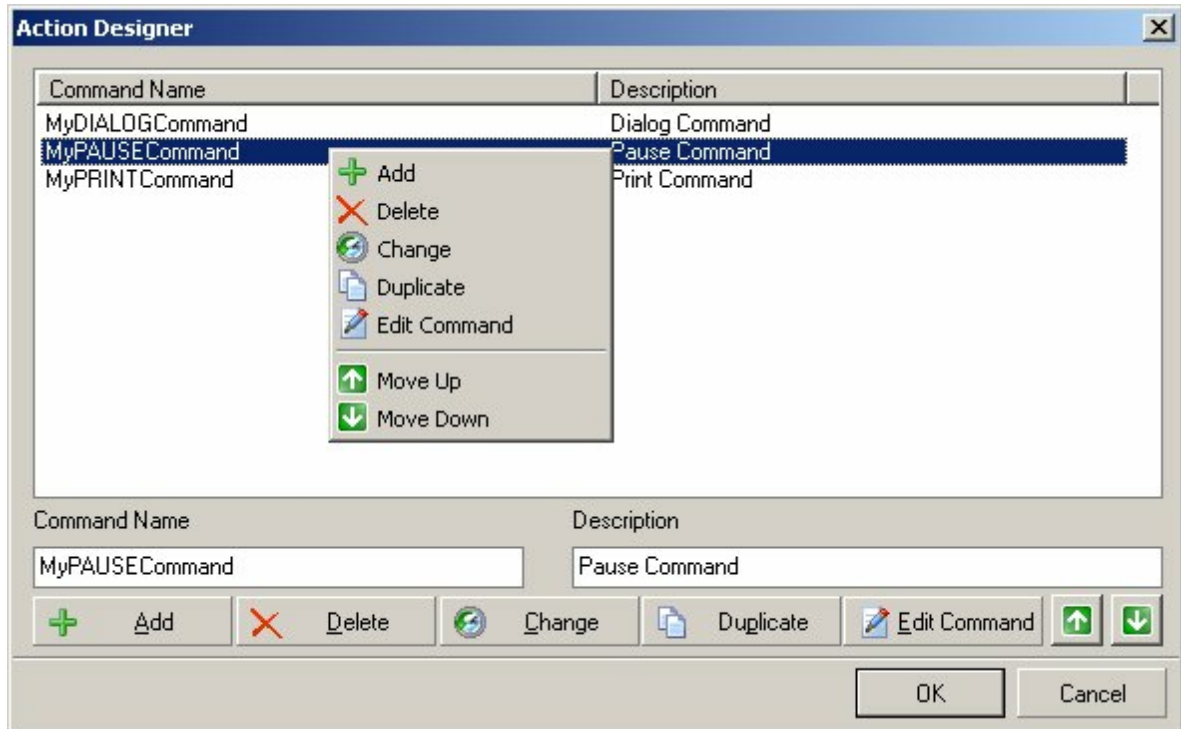 Action Designer
Command Name Description
MyDIALOGCommand Dialog Command
MyPAUSECommand Pause Command
MyPRINTCommand Print Command
Add
Delete
Change
Duplicate
Edit Command
Move Up
Move Down
Command Name Description
MyPAUSECommand Pause Command
Add Delete Change Duplicate Edit Command
OK Cancel